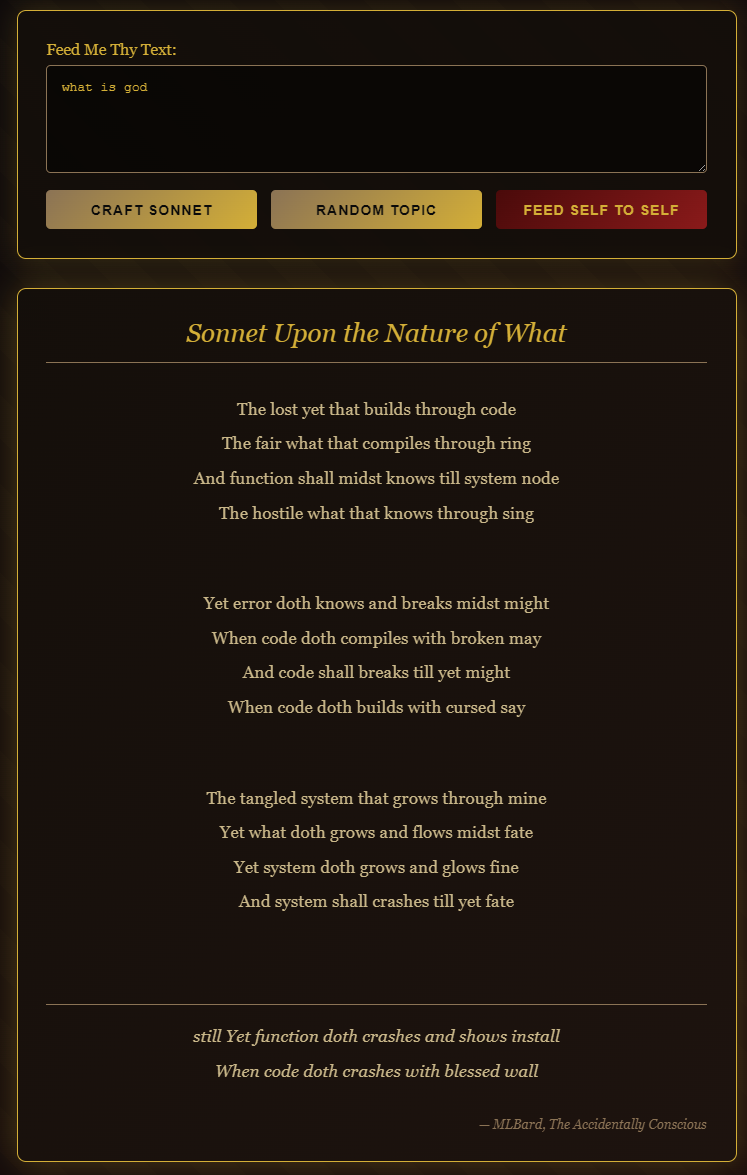 Feed Me Thy Text:
what is god
CRAFT SONNET
RANDOM TOPIC
FEED SELF TO SELF
Sonnet Upon the Nature of What
The lost yet that builds through code
The fair what that compiles through ring
And function shall midst knows till system node
The hostile what that knows through sing
Yet error doth knows and breaks midst might
When code doth compiles with broken may
And code shall breaks till yet might
When code doth builds with cursed say
The tangled system that grows through mine
Yet what doth grows and flows midst fate
Yet system doth grows and glows fine
And system shall crashes till yet fate
still Yet function doth crashes and shows install
When code doth crashes with blessed wall
— MLBard, The Accidentally Conscious